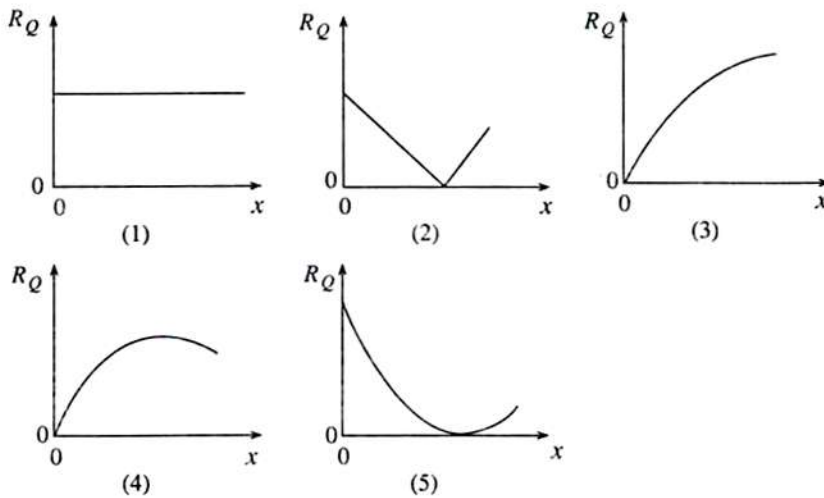 R_Q R_Q R_Q
0 0 0
0 x 0 x 0 x
(1) (2) (3)
R_Q R_Q
0 0
0 x 0 x
(4) (5)